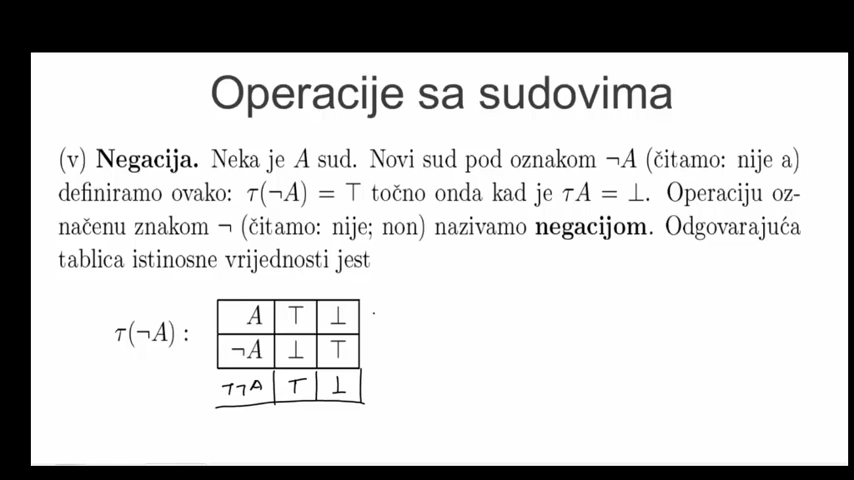 Operacije sa sudovima
(v) Negacija. Neka je A sud. Novi sud pod oznakom ¬A (čitamo: nije a)
definiramo ovako: τ(¬A) = ⊤ točno onda kad je τA = ⊥. Operaciju oz-
načenu znakom ¬ (čitamo: nije; non) nazivamo negacijom. Odgovarajuća
tablica istinosne vrijednosti jest
τ(¬A) :
A ⊤ ⊥
¬A ⊥ ⊤
¬¬A ⊤ ⊥